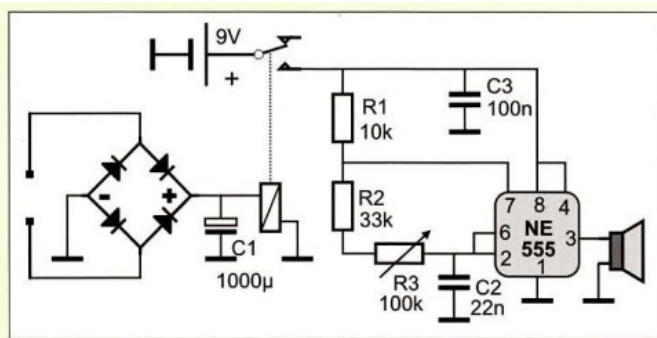 9V
+
R1
10k
C3
100n
- +
R2
33k
7 8 4
6 NE 3
2 555
1
C1
1000µ
R3
100k
C2
22n